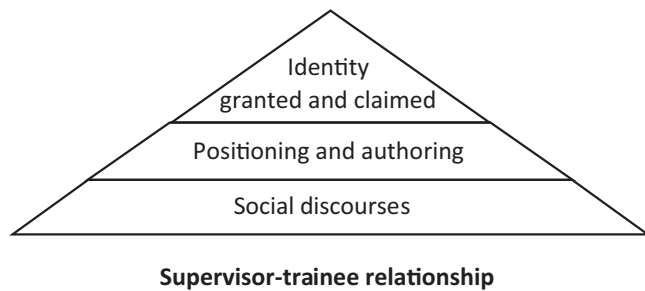 Identity
granted and claimed
Positioning and authoring
Social discourses
Supervisor-trainee relationship